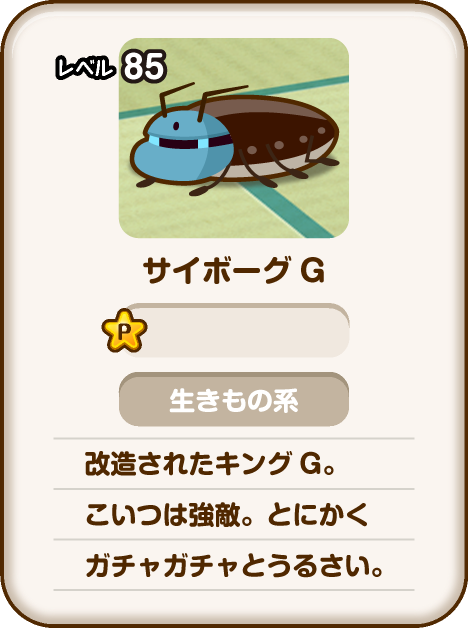 レベル 85
サイボーグ G
P
生きもの系
改造されたキング G。
こいつは強敵。とにかく
ガチャガチャとうるさい。